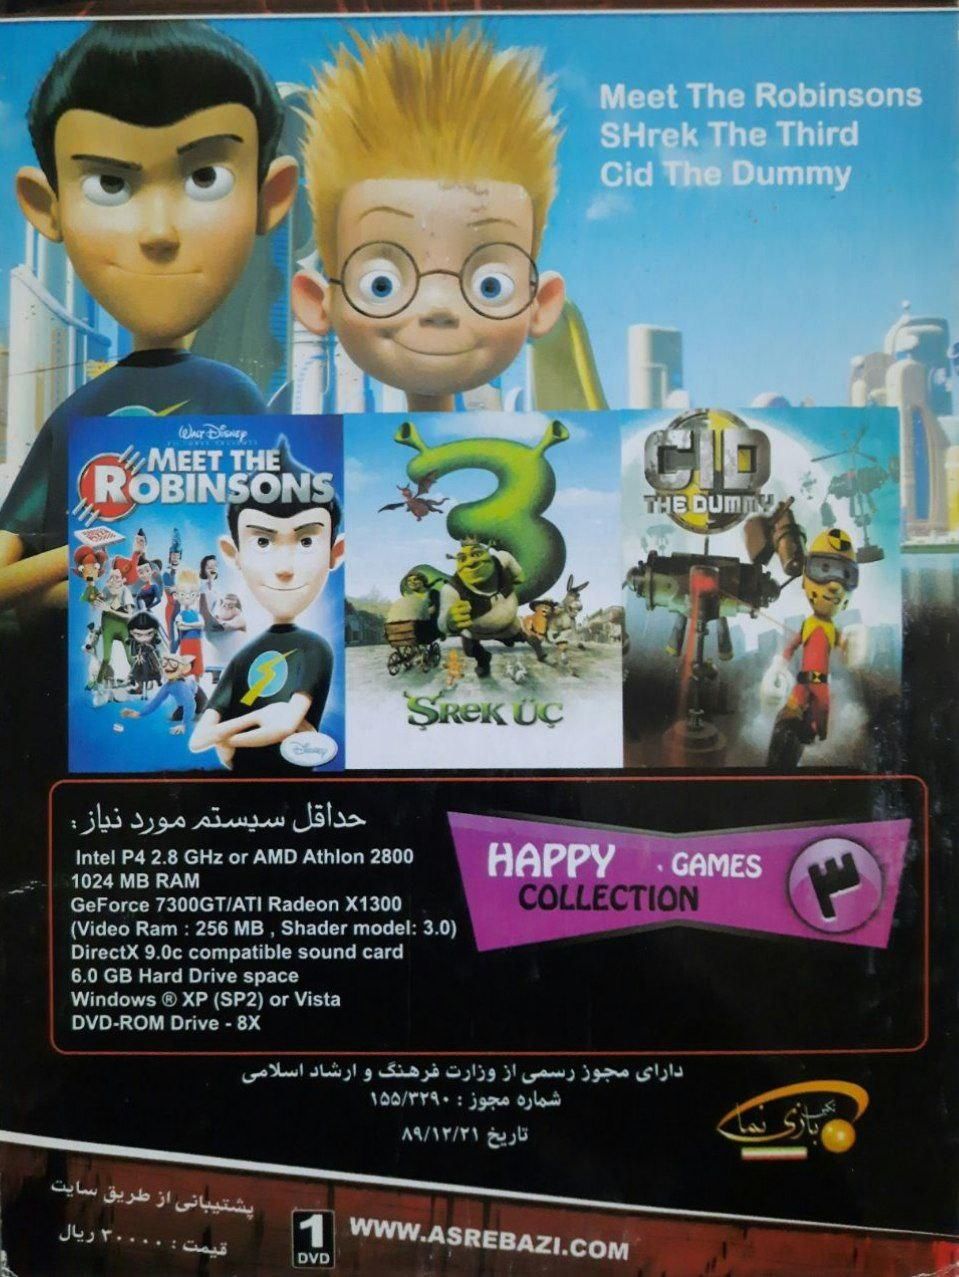 Meet The Robinsons
SHrek The Third
Cid The Dummy
WALT DISNEY
PICTURES PRESENTS
MEET THE
ROBINSONS
Disney
3
ŞREK ÜÇ
CID
THE DUMMY
حداقل سیستم مورد نیاز :
Intel P4 2.8 GHz or AMD Athlon 2800
1024 MB RAM
GeForce 7300GT/ATI Radeon X1300
(Video Ram : 256 MB , Shader model: 3.0)
DirectX 9.0c compatible sound card
6.0 GB Hard Drive space
Windows ® XP (SP2) or Vista
DVD-ROM Drive - 8X
HAPPY . GAMES
COLLECTION
۳
دارای مجوز رسمی از وزارت فرهنگ و ارشاد اسلامی
شماره مجوز : ۱۵۵/۳۲۹۰
تاریخ ۸۹/۱۲/۲۱
بازی نما
پشتیبانی از طریق سایت
قیمت : ۳۰۰۰۰ ریال
1
DVD
WWW.ASREBAZI.COM